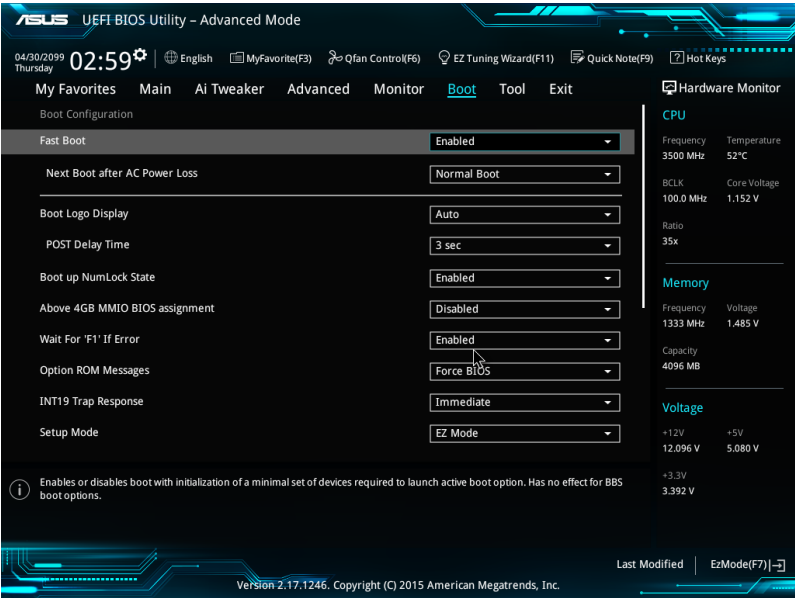 ASUS UEFI BIOS Utility – Advanced Mode
04/30/2099
Thursday
02:59
English
MyFavorite(F3)
Qfan Control(F6)
EZ Tuning Wizard(F11)
Quick Note(F9)
? Hot Keys
My Favorites Main Ai Tweaker Advanced Monitor Boot Tool Exit
Boot Configuration
Fast Boot Enabled
Next Boot after AC Power Loss Normal Boot
Boot Logo Display Auto
POST Delay Time 3 sec
Boot up NumLock State Enabled
Above 4GB MMIO BIOS assignment Disabled
Wait For 'F1' If Error Enabled
Option ROM Messages Force BIOS
INT19 Trap Response Immediate
Setup Mode EZ Mode
Enables or disables boot with initialization of a minimal set of devices required to launch active boot option. Has no effect for BBS
boot options.
Hardware Monitor
CPU
Frequency Temperature
3500 MHz 52°C
BCLK Core Voltage
100.0 MHz 1.152 V
Ratio
35x
Memory
Frequency Voltage
1333 MHz 1.485 V
Capacity
4096 MB
Voltage
+12V +5V
12.096 V 5.080 V
+3.3V
3.392 V
Last Modified
EzMode(F7)
Version 2.17.1246. Copyright (C) 2015 American Megatrends, Inc.